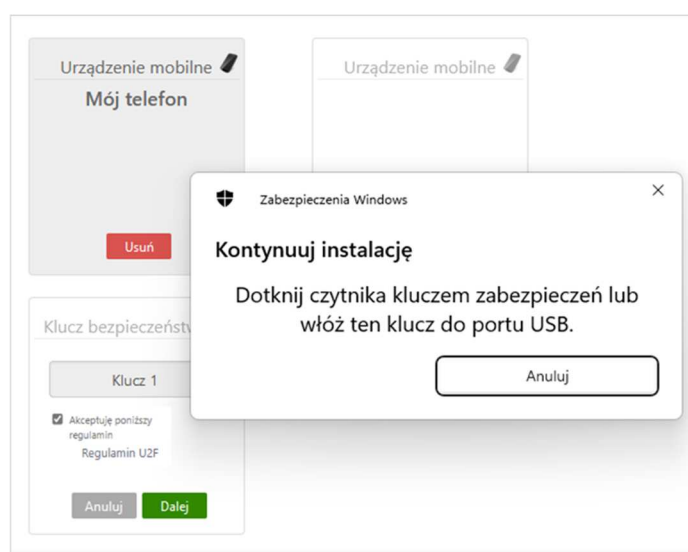 Urządzenie mobilne
Mój telefon
Usuń
Urządzenie mobilne
Zabezpieczenia Windows
Kontynuuj instalację
Dotknij czytnika kluczem zabezpieczeń lub
włóż ten klucz do portu USB.
Anuluj
Klucz bezpieczeństw
Klucz 1
Akceptuję poniższy
regulamin
Regulamin U2F
Anuluj
Dalej